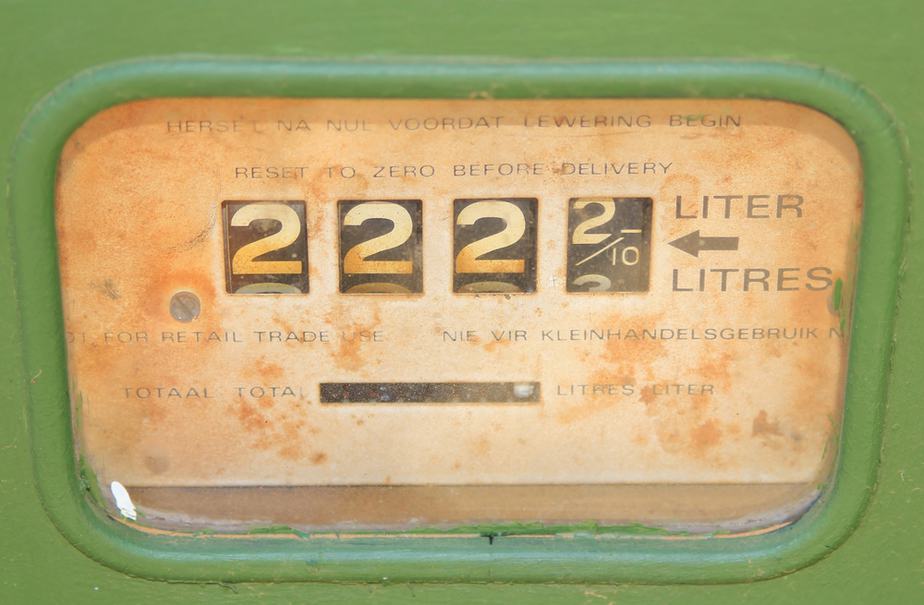 HERSET NA NUL VOORDAT LEWERING BEGIN
RESET TO ZERO BEFORE DELIVERY
2 2 2 2/10 LITER
LITRES
FOR RETAIL TRADE USE NIE VIR KLEINHANDELSGEBRUIK N
TOTAAL TOTAL LITRES LITER